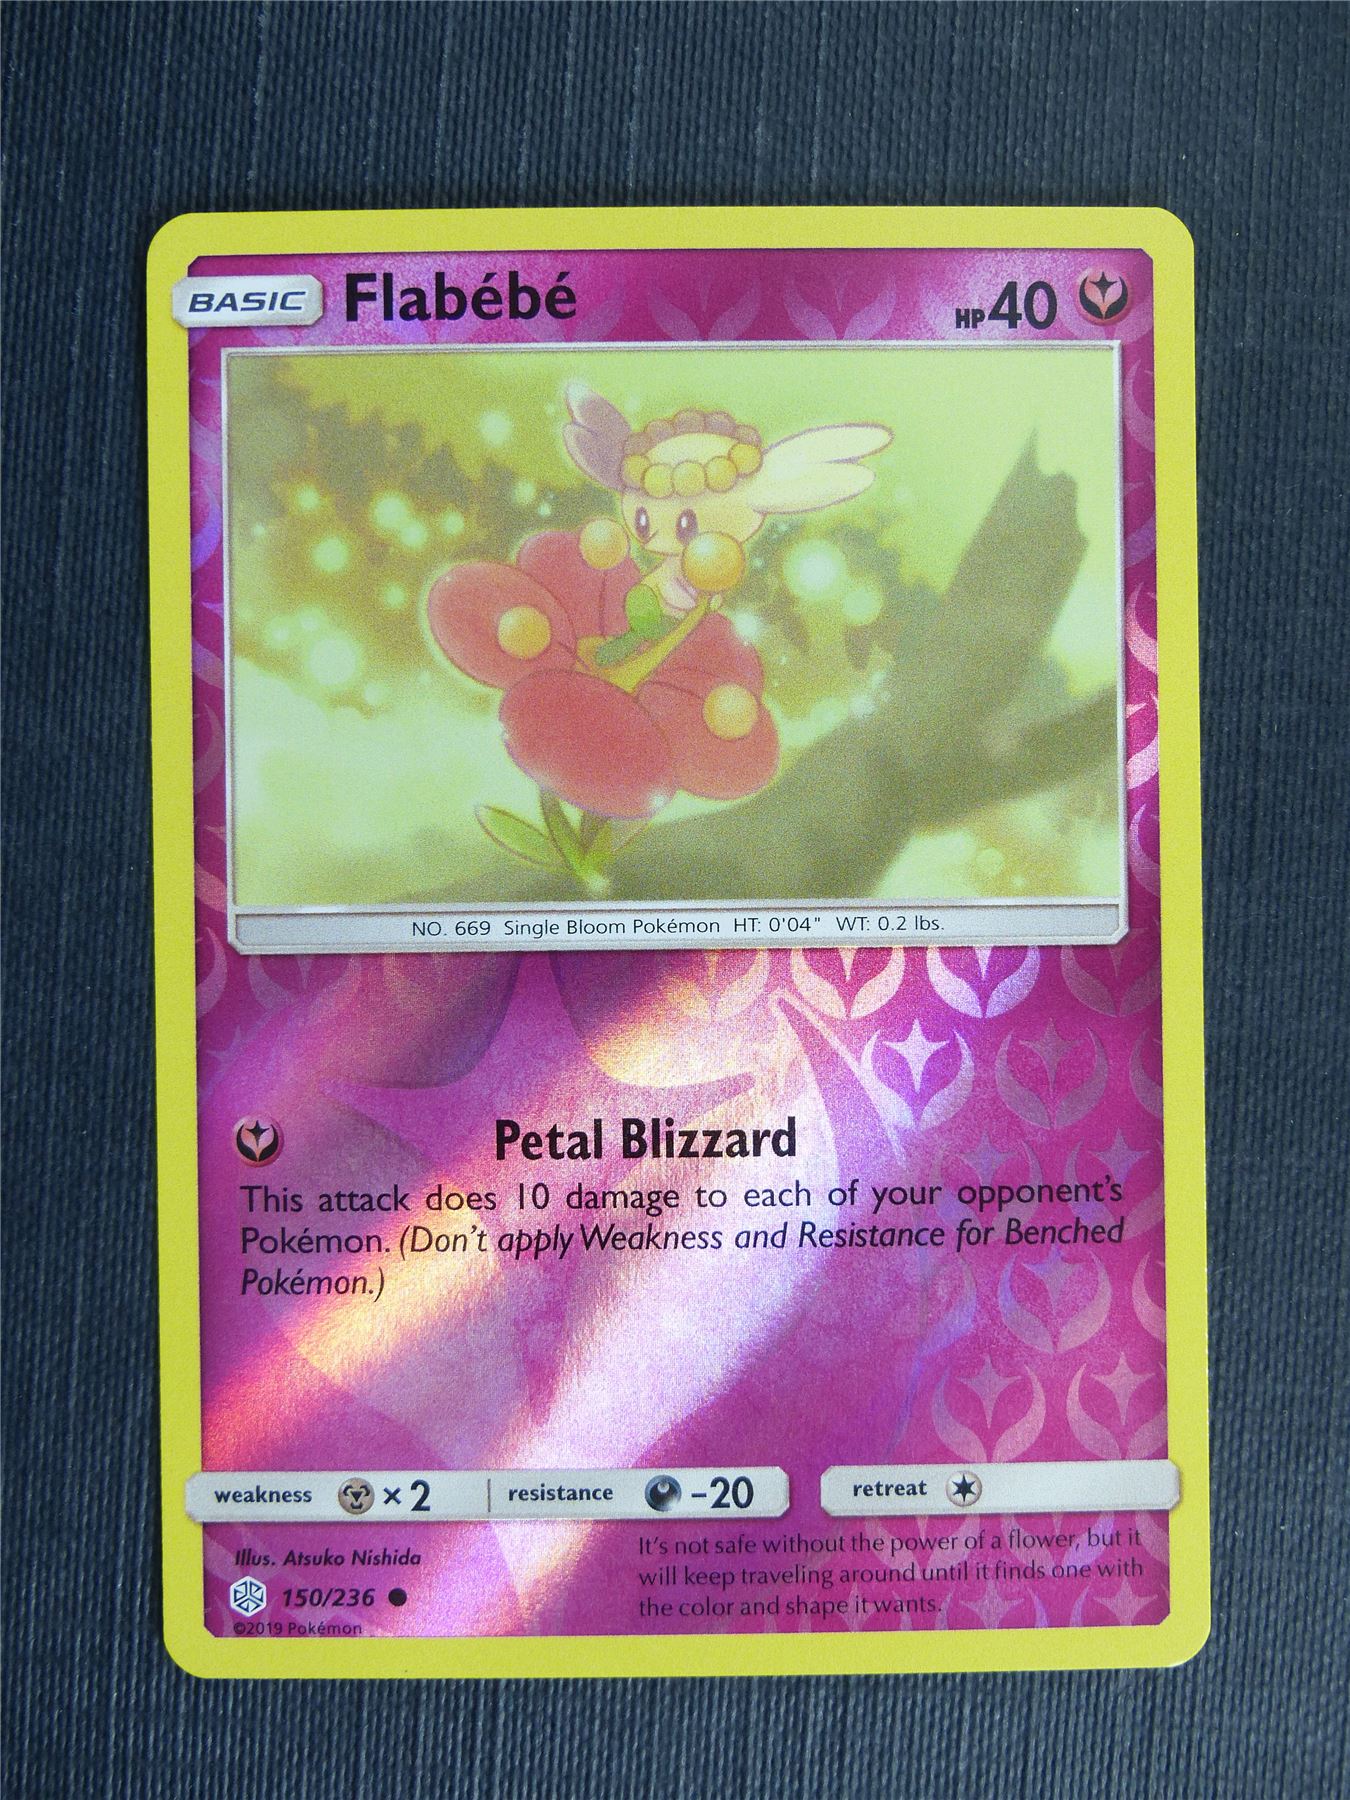 BASIC Flabébé HP 40
NO. 669 Single Bloom Pokémon HT: 0'04" WT: 0.2 lbs.
Petal Blizzard
This attack does 10 damage to each of your opponent's
Pokémon. (Don't apply Weakness and Resistance for Benched
Pokémon.)
weakness × 2 resistance -20 retreat
Illus. Atsuko Nishida
150/236
©2019 Pokémon
It's not safe without the power of a flower, but it
will keep traveling around until it finds one with
the color and shape it wants.